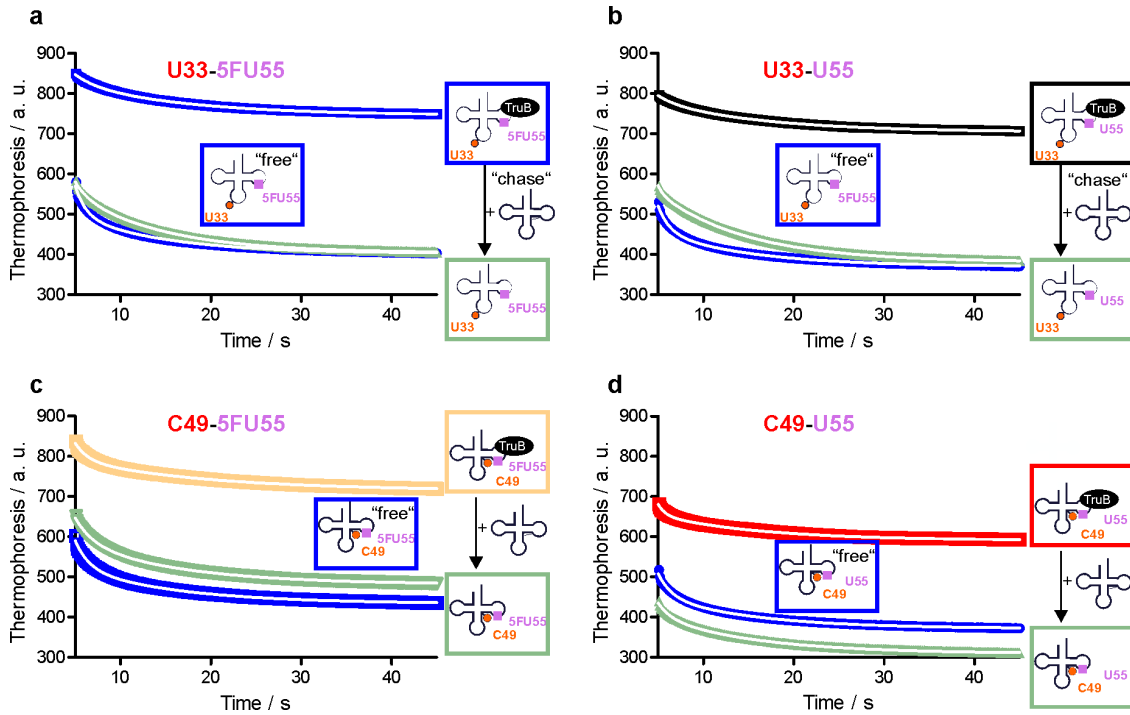 a
U33-5FU55
Thermophoresis / a. u.
900
800
700
600
500
400
300
10
20
30
40
Time / s
"free"
5FU55
U33
TruB
5FU55
U33
"chase"
+
5FU55
U33
b
U33-U55
Thermophoresis / a. u.
900
800
700
600
500
400
300
10
20
30
40
Time / s
"free"
5FU55
U33
TruB
U55
U33
"chase"
+
U55
U33
c
C49-5FU55
Thermophoresis / a. u.
900
800
700
600
500
400
300
10
20
30
40
Time / s
"free"
5FU55
C49
TruB
5FU55
C49
+
5FU55
C49
d
C49-U55
Thermophoresis / a. u.
900
800
700
600
500
400
300
10
20
30
40
Time / s
"free"
U55
C49
TruB
U55
C49
+
U55
C49